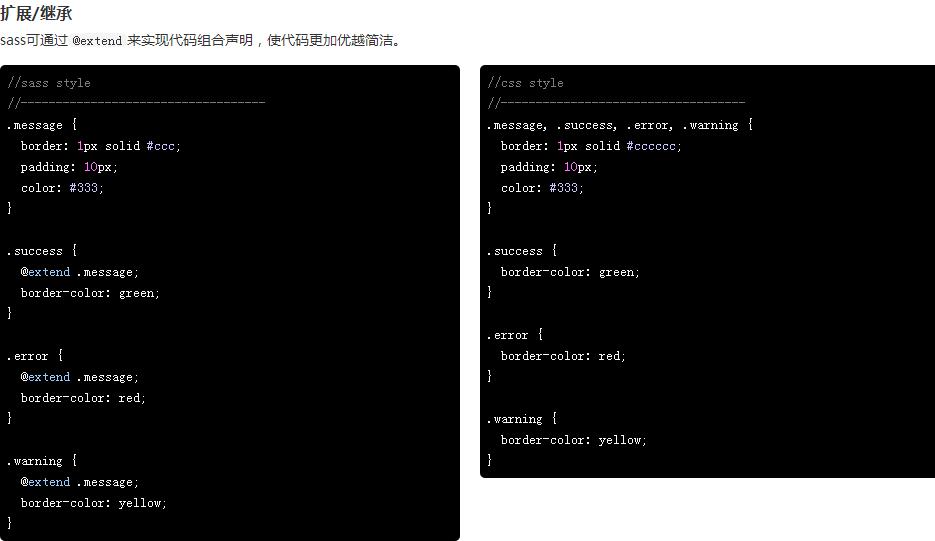 扩展/继承
sass可通过 @extend 来实现代码组合声明，使代码更加优越简洁。
//sass style
//-----------------------------------
.message {
  border: 1px solid #ccc;
  padding: 10px;
  color: #333;
}
.success {
  @extend .message;
  border-color: green;
}
.error {
  @extend .message;
  border-color: red;
}
.warning {
  @extend .message;
  border-color: yellow;
}
//css style
//-----------------------------------
.message, .success, .error, .warning {
  border: 1px solid #cccccc;
  padding: 10px;
  color: #333;
}
.success {
  border-color: green;
}
.error {
  border-color: red;
}
.warning {
  border-color: yellow;
}